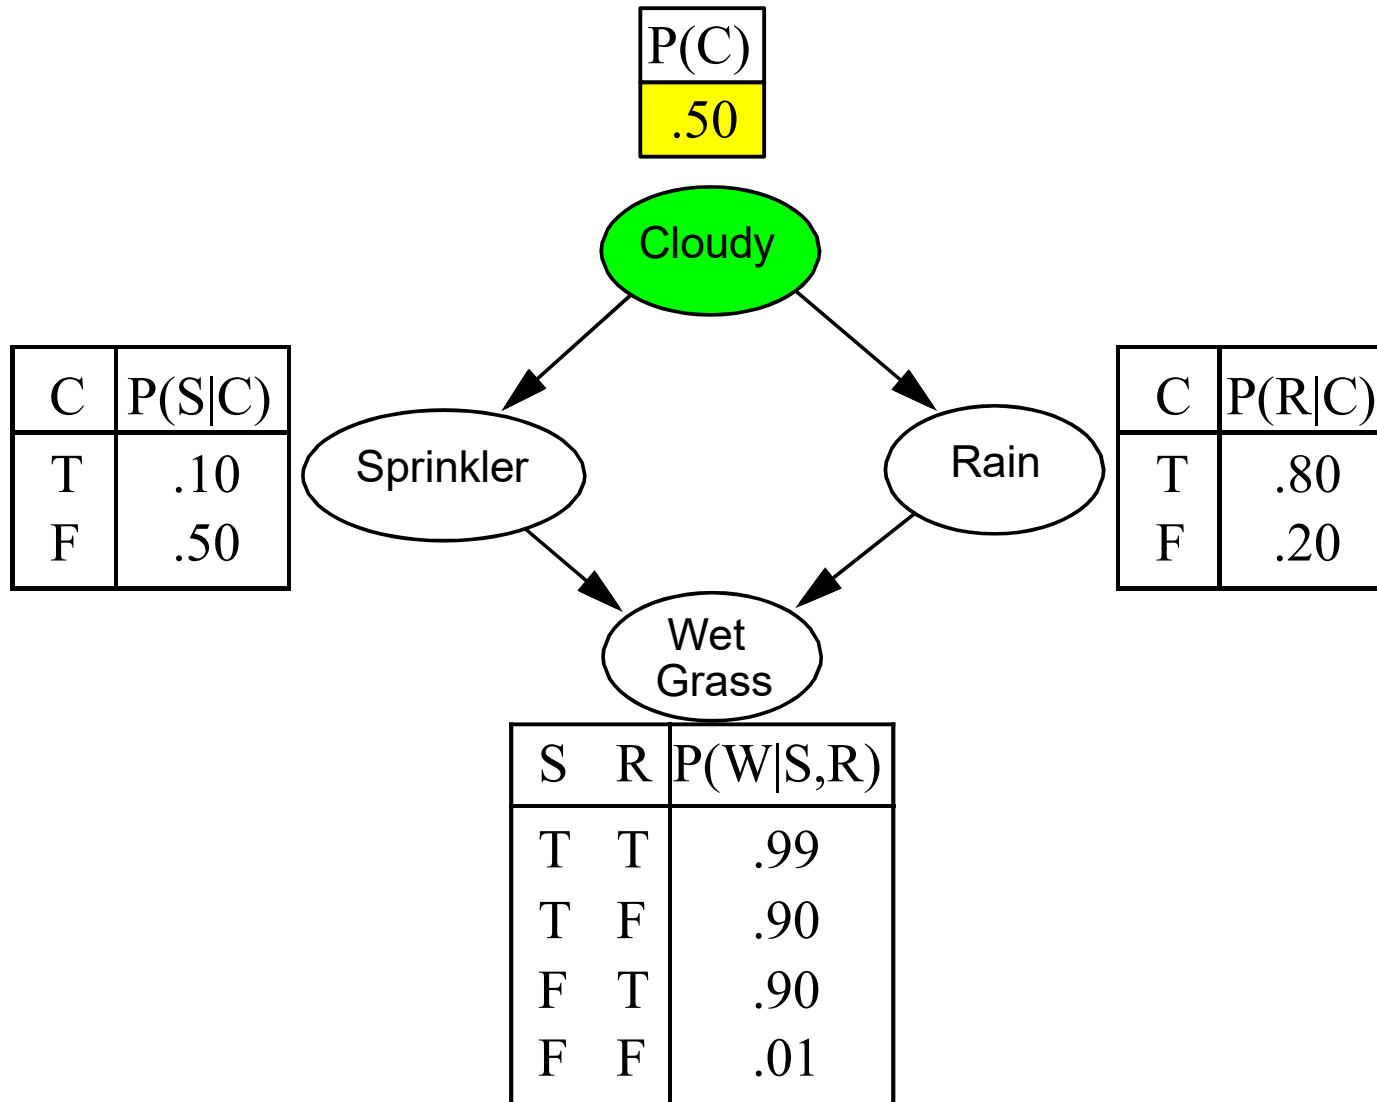 P(C)
.50
Cloudy
C P(S|C)
T .10
F .50
Sprinkler
Rain
C P(R|C)
T .80
F .20
Wet
Grass
S R P(W|S,R)
T T .99
T F .90
F T .90
F F .01